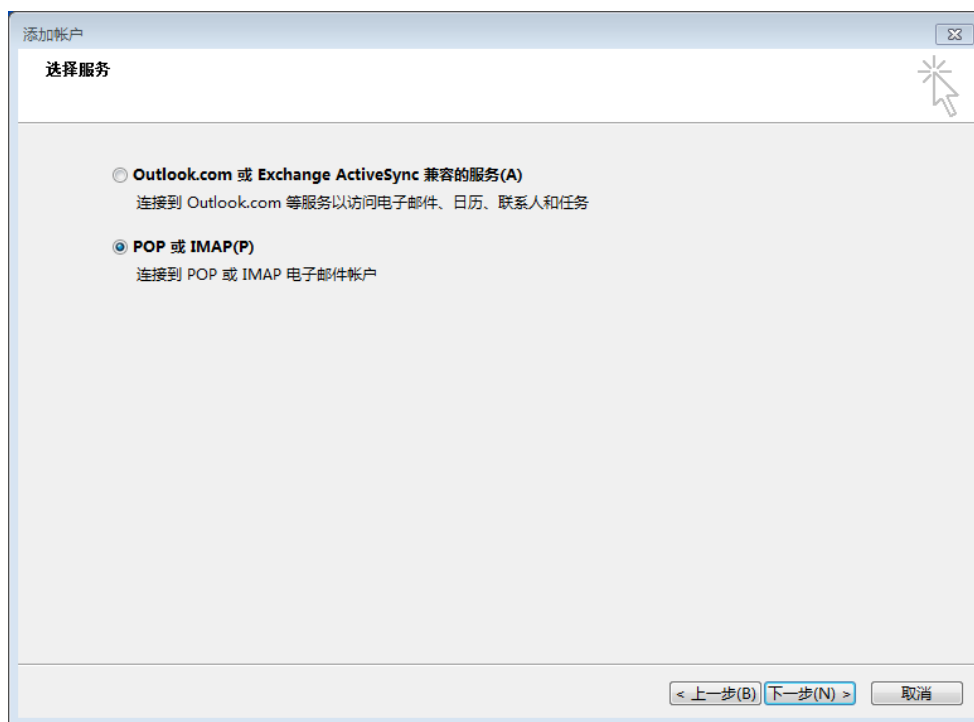 添加帐户
选择服务
Outlook.com 或 Exchange ActiveSync 兼容的服务(A)
连接到 Outlook.com 等服务以访问电子邮件、日历、联系人和任务
POP 或 IMAP(P)
连接到 POP 或 IMAP 电子邮件帐户
< 上一步(B) 下一步(N) > 取消